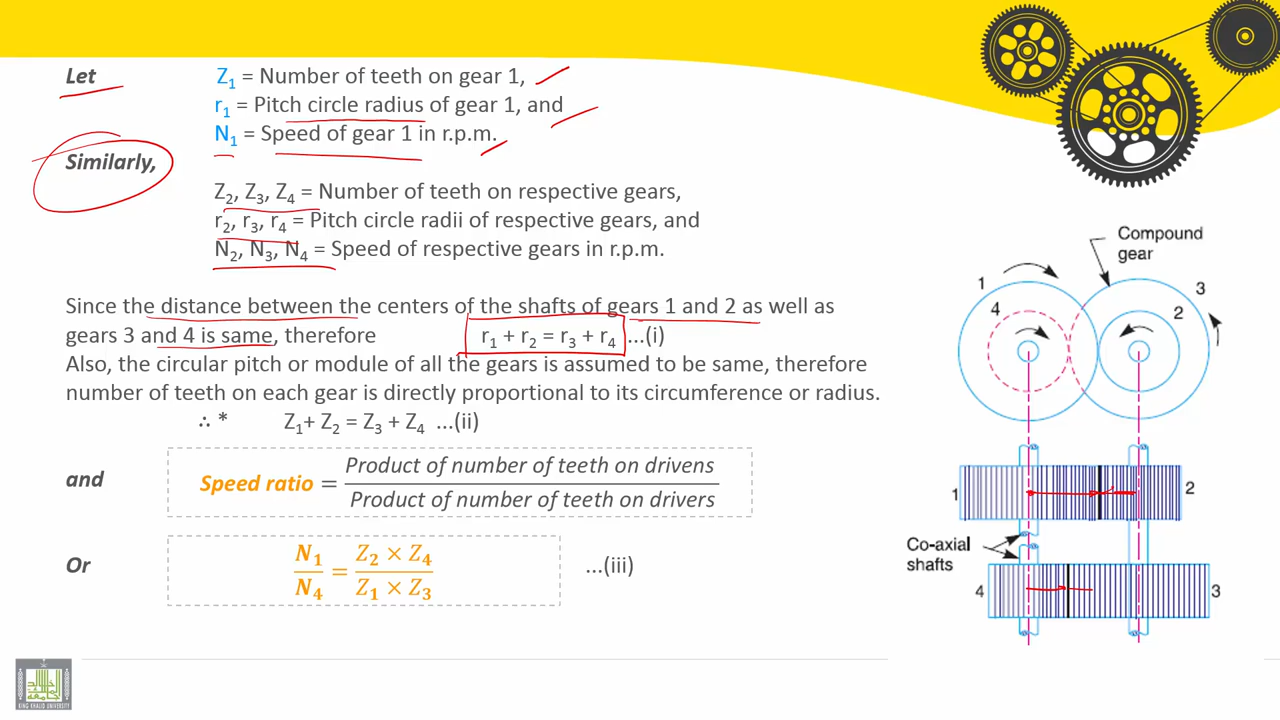 Let Z₁ = Number of teeth on gear 1,
r₁ = Pitch circle radius of gear 1, and
N₁ = Speed of gear 1 in r.p.m.
Similarly,
Z₂, Z₃, Z₄ = Number of teeth on respective gears,
r₂, r₃, r₄ = Pitch circle radii of respective gears, and
N₂, N₃, N₄ = Speed of respective gears in r.p.m.
Since the distance between the centers of the shafts of gears 1 and 2 as well as
gears 3 and 4 is same, therefore r₁ + r₂ = r₃ + r₄ ...(i)
Also, the circular pitch or module of all the gears is assumed to be same, therefore
number of teeth on each gear is directly proportional to its circumference or radius.
∴ * Z₁+ Z₂ = Z₃ + Z₄ ...(ii)
and Speed ratio = Product of number of teeth on drivens / Product of number of teeth on drivers
Or N₁/N₄ = Z₂ × Z₄ / Z₁ × Z₃ ...(iii)
Compound
gear
1
3
4
2
1
2
Co-axial
shafts
4
3
KING KHALID UNIVERSITY